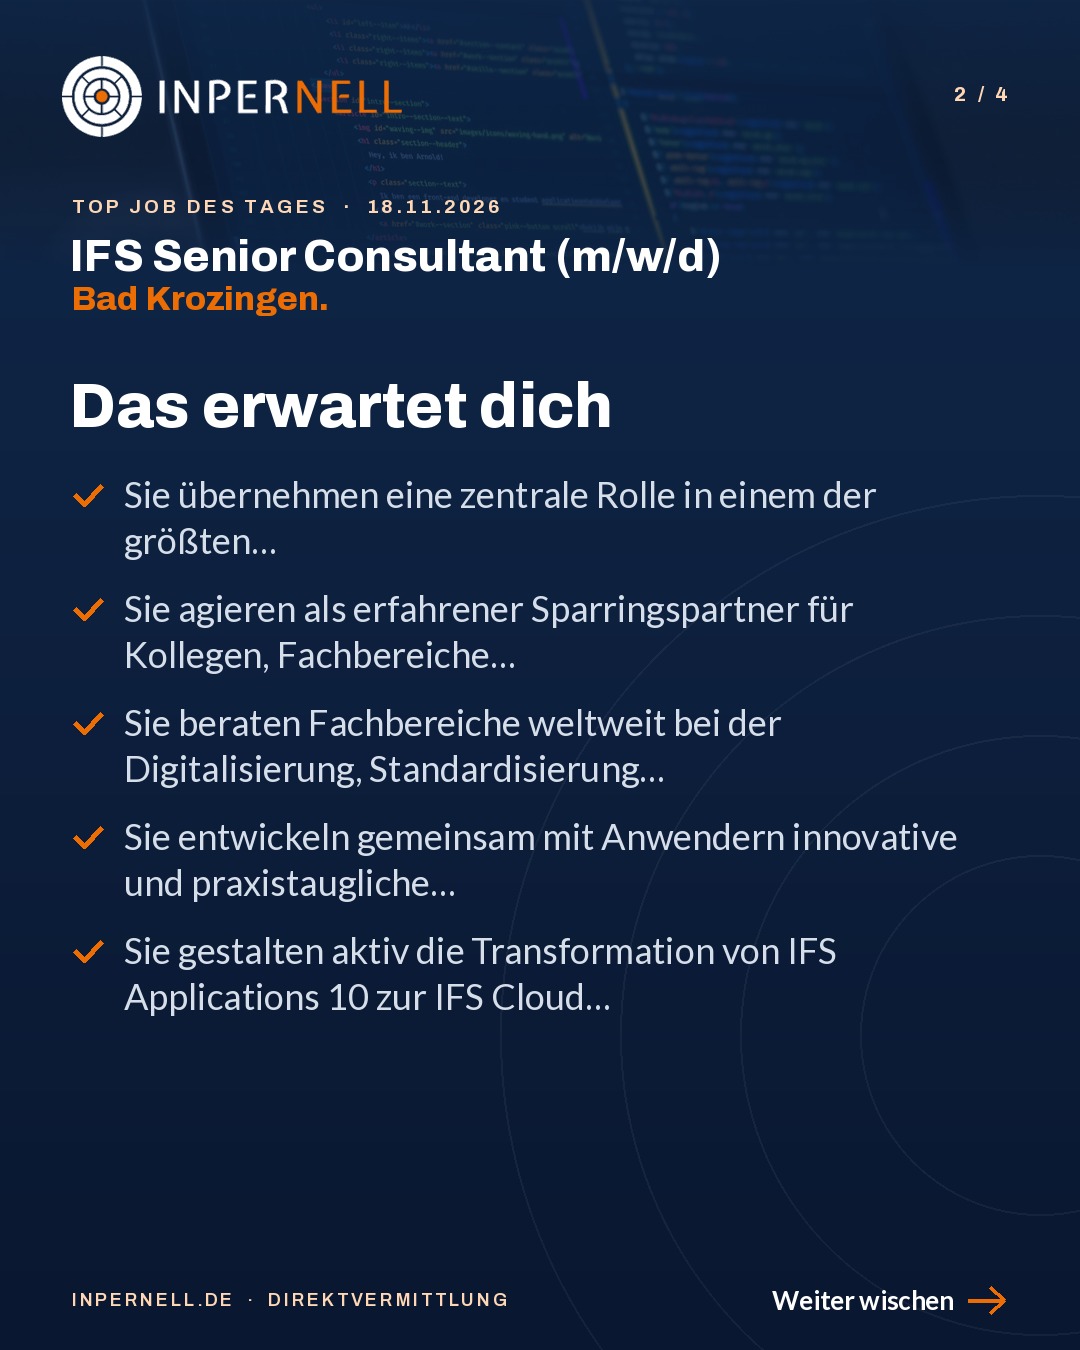 INPERNELL
2 / 4
TOP JOB DES TAGES · 18.11.2026
IFS Senior Consultant (m/w/d)
Bad Krozingen.
Das erwartet dich
Sie übernehmen eine zentrale Rolle in einem der
größten...
Sie agieren als erfahrener Sparringspartner für
Kollegen, Fachbereiche...
Sie beraten Fachbereiche weltweit bei der
Digitalisierung, Standardisierung...
Sie entwickeln gemeinsam mit Anwendern innovative
und praxistaugliche...
Sie gestalten aktiv die Transformation von IFS
Applications 10 zur IFS Cloud...
INPERNELL.DE · DIREKTVERMITTLUNG
Weiter wischen